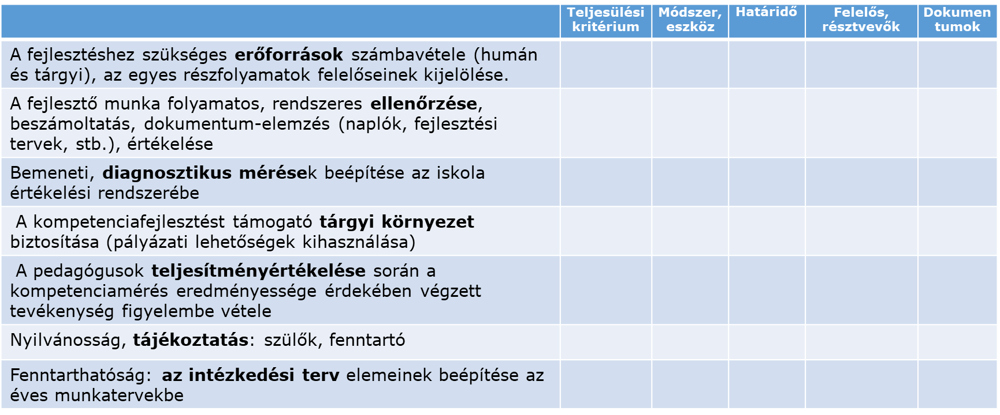 Teljesülési kritérium
Módszer, eszköz
Határidő
Felelős, résztvevők
Dokumen tumok
A fejlesztéshez szükséges erőforrások számbavétele (humán
és tárgyi), az egyes részfolyamatok felelőseinek kijelölése.
A fejlesztő munka folyamatos, rendszeres ellenőrzése,
beszámoltatás, dokumentum-elemzés (naplók, fejlesztési
tervek, stb.), értékelése
Bemeneti, diagnosztikus mérések beépítése az iskola
értékelési rendszerébe
A kompetenciafejlesztést támogató tárgyi környezet
biztosítása (pályázati lehetőségek kihasználása)
A pedagógusok teljesítményértékelése során a
kompetenciamérés eredményessége érdekében végzett
tevékenység figyelembe vétele
Nyilvánosság, tájékoztatás: szülők, fenntartó
Fenntarthatóság: az intézkedési terv elemeinek beépítése az
éves munkatervekbe